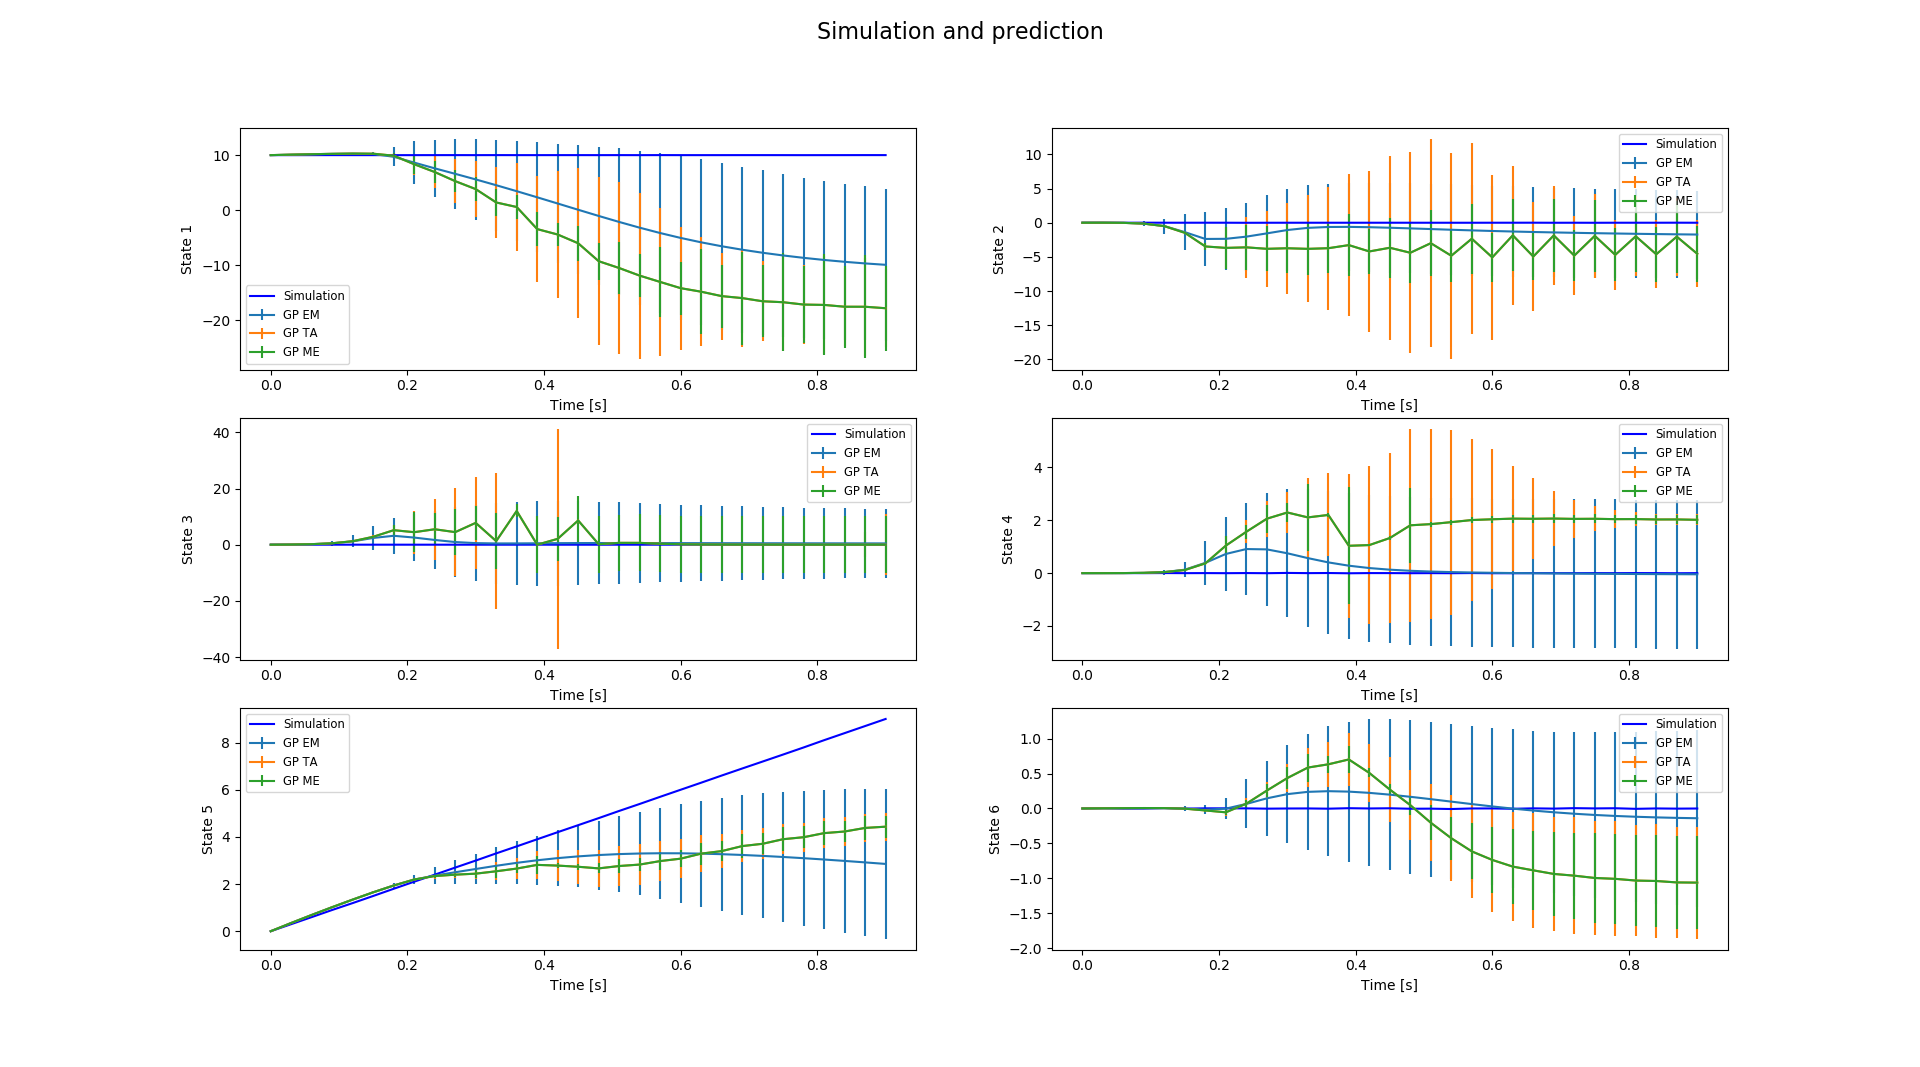 Simulation and prediction
State 1
10
0
−10
−20
Simulation
GP EM
GP TA
GP ME
0.0 0.2 0.4 0.6 0.8
Time [s]
State 2
10
5
0
−5
−10
−15
−20
Simulation
GP EM
GP TA
GP ME
0.0 0.2 0.4 0.6 0.8
Time [s]
State 3
40
20
0
−20
−40
Simulation
GP EM
GP TA
GP ME
0.0 0.2 0.4 0.6 0.8
Time [s]
State 4
4
2
0
−2
Simulation
GP EM
GP TA
GP ME
0.0 0.2 0.4 0.6 0.8
Time [s]
State 5
8
6
4
2
0
Simulation
GP EM
GP TA
GP ME
0.0 0.2 0.4 0.6 0.8
Time [s]
State 6
1.0
0.5
0.0
−0.5
−1.0
−1.5
−2.0
Simulation
GP EM
GP TA
GP ME
0.0 0.2 0.4 0.6 0.8
Time [s]